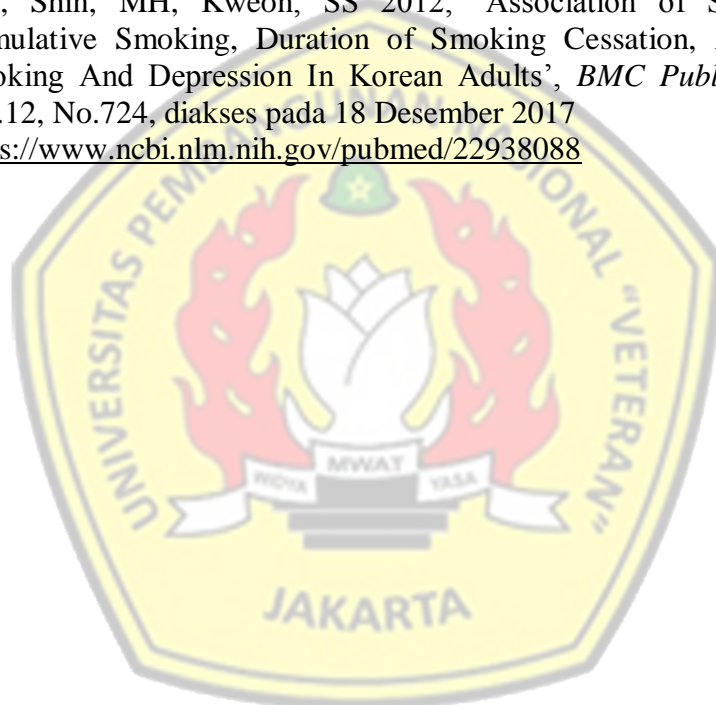 Shin, MH, Kweon, SS 2012, 'Association of S
mulative Smoking, Duration of Smoking Cessation,
oking And Depression In Korean Adults', BMC Publ
.12, No.724, diakses pada 18 Desember 2017
s://www.ncbi.nlm.nih.gov/pubmed/22938088
UNIVERSITAS PEMBANGUNAN NASIONAL "VETERAN"
WIDYA MWAT YASA
JAKARTA